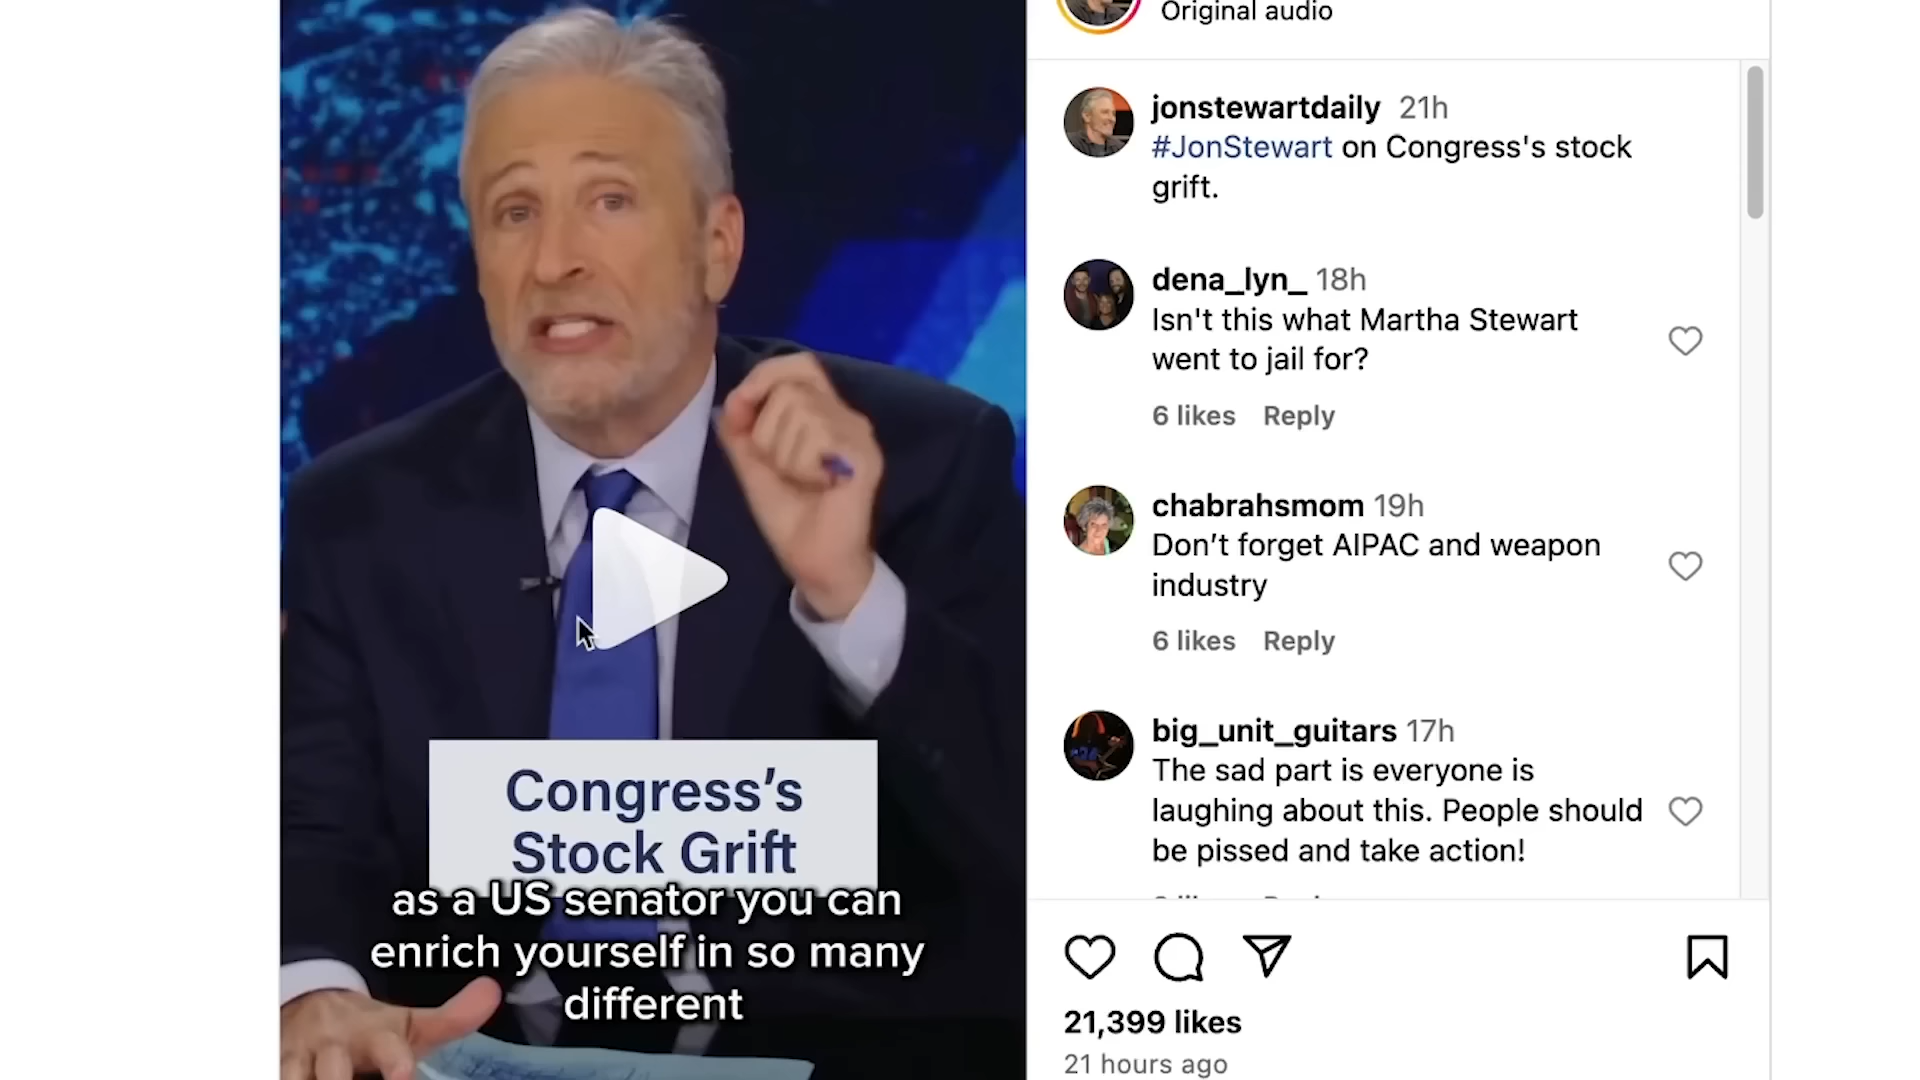 Congress's
Stock Grift
as a US senator you can
enrich yourself in so many
different
Original audio
jonstewartdaily 21h
#JonStewart on Congress's stock
grift.
dena_lyn_ 18h
Isn't this what Martha Stewart
went to jail for?
6 likes Reply
chabrahsmom 19h
Don’t forget AIPAC and weapon
industry
6 likes Reply
big_unit_guitars 17h
The sad part is everyone is
laughing about this. People should
be pissed and take action!
21,399 likes
21 hours ago